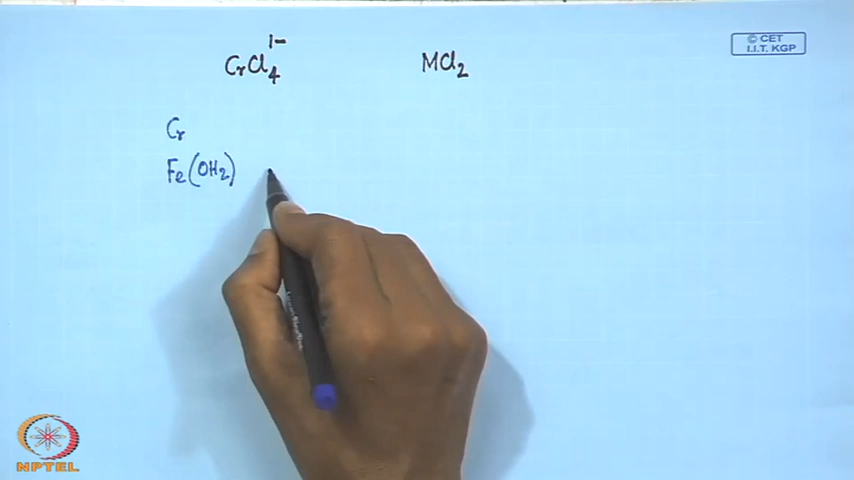 CrCl4 1-
MCl2
© CET
I.I.T. KGP
Cr
Fe(OH2)
NPTEL